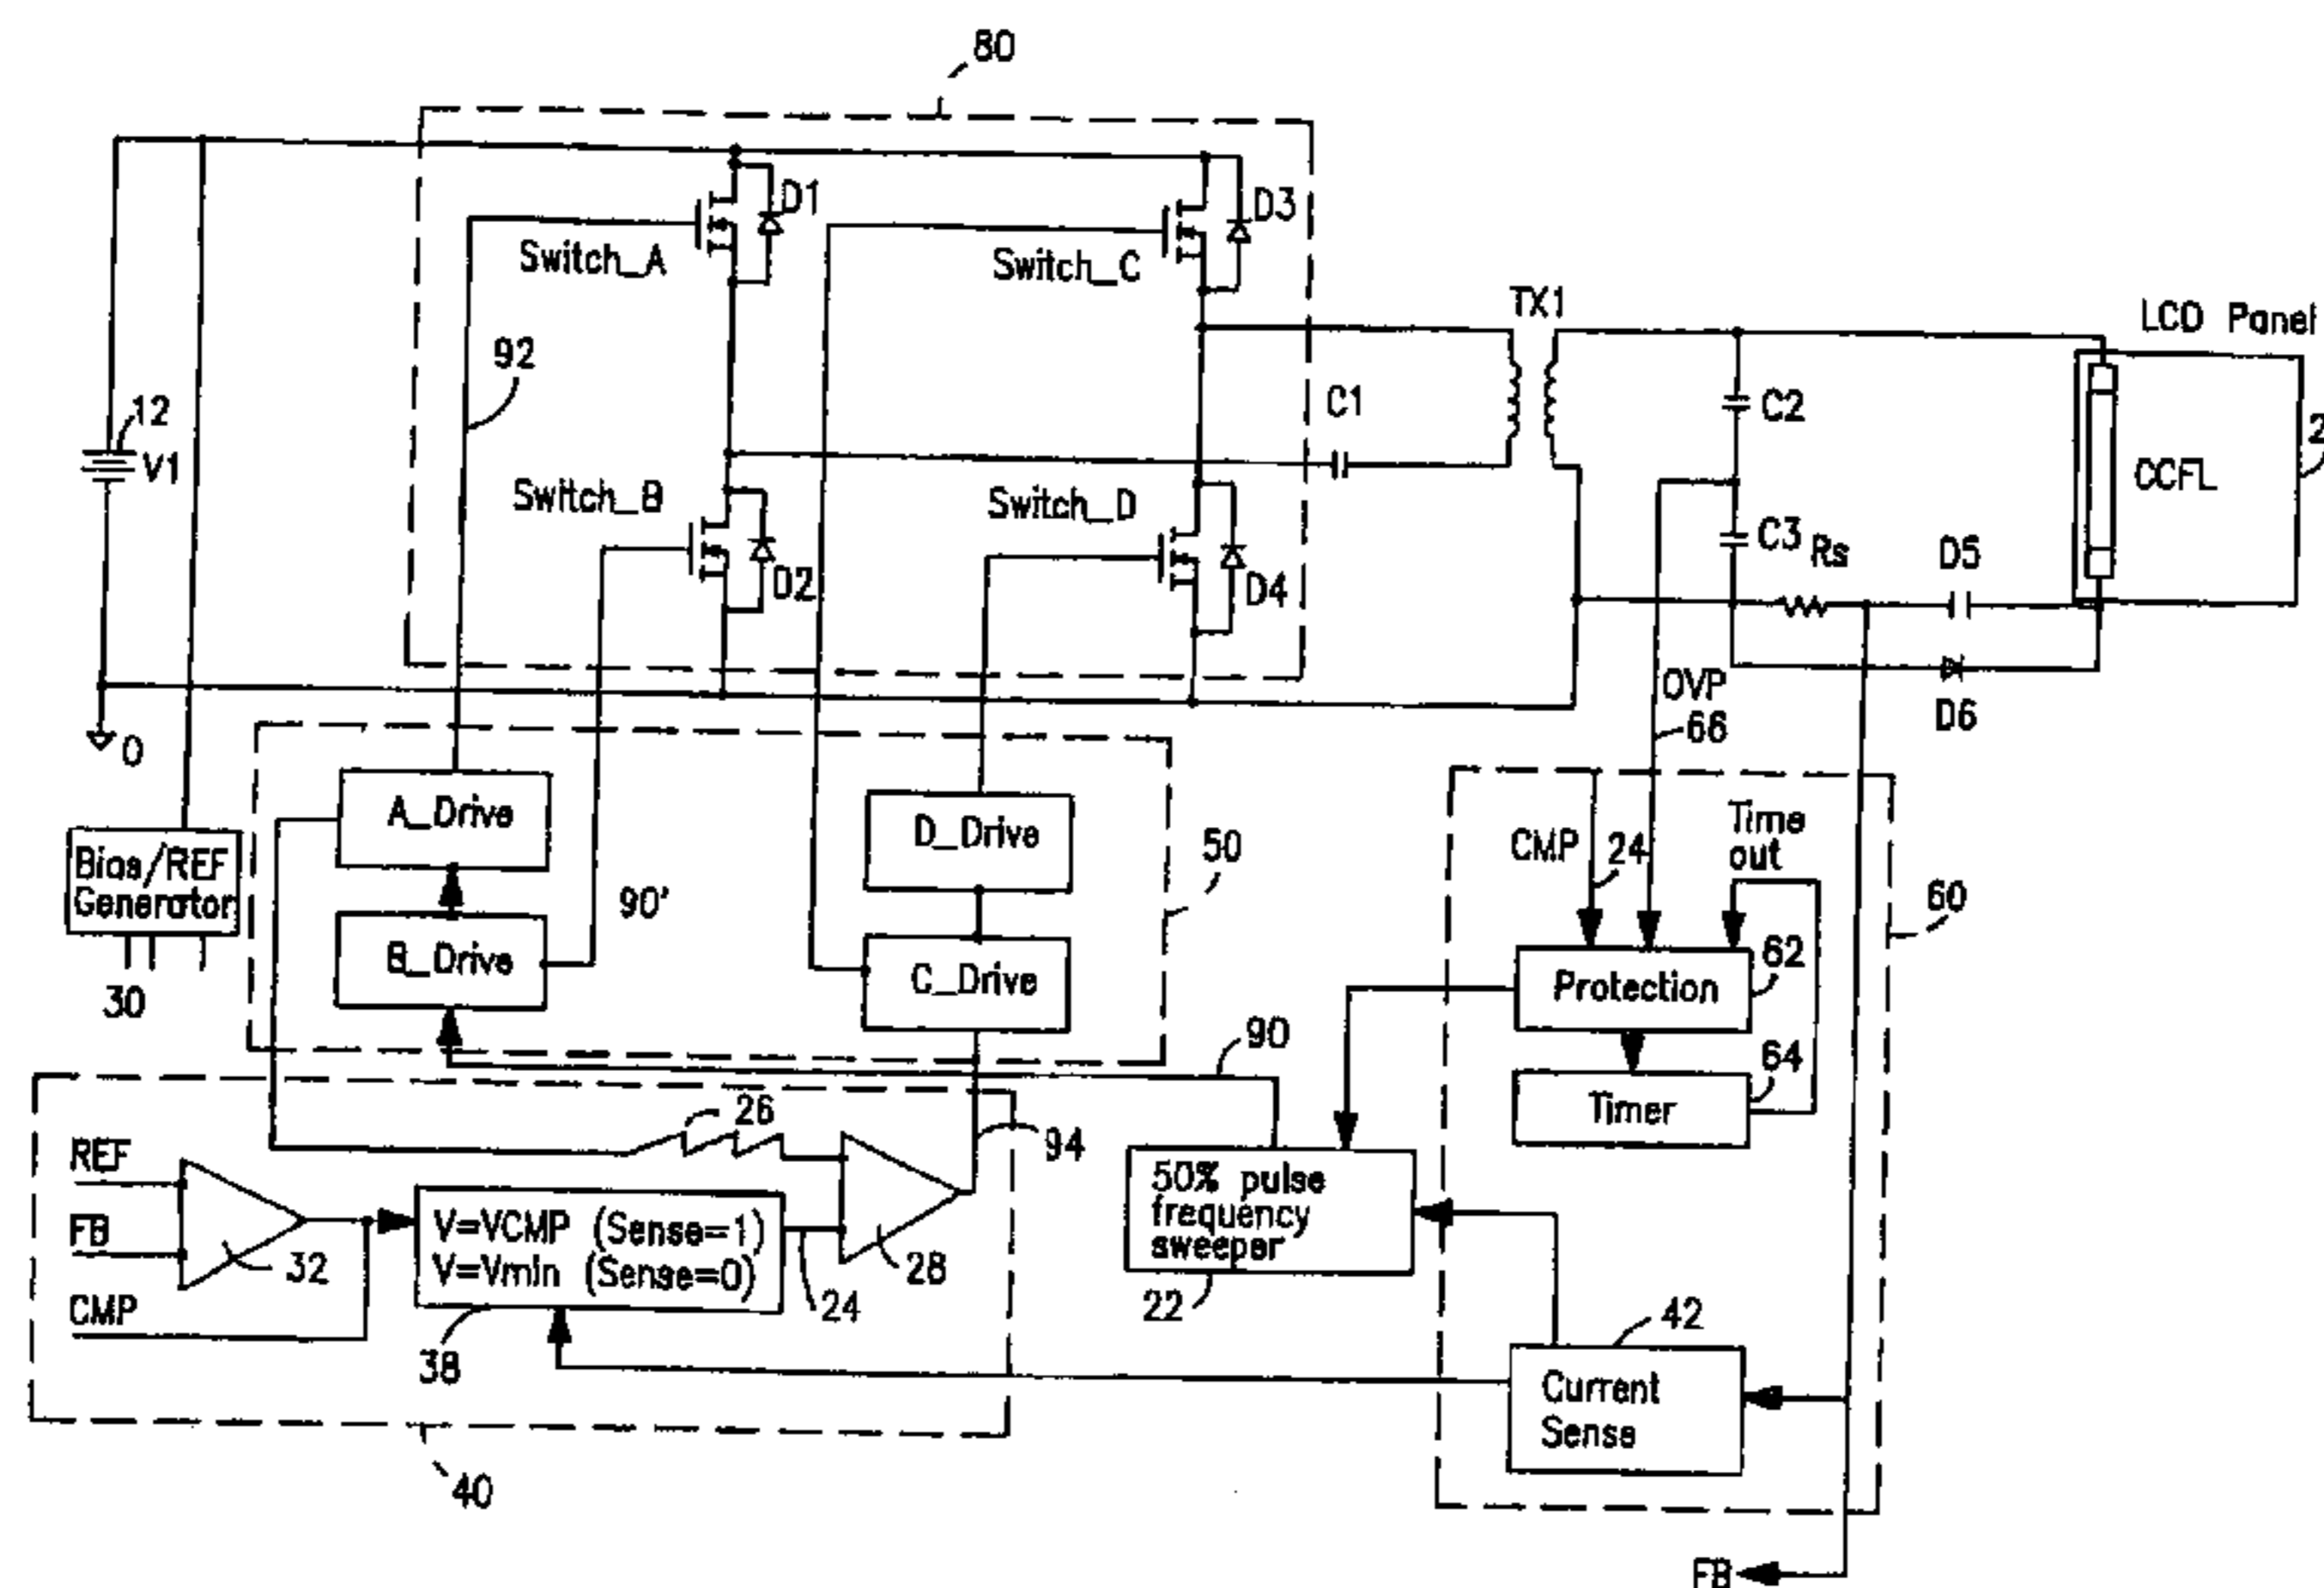 80
D1
D3
Switch_A
Switch_C
TX1
LCD Panel
92
12
V1
C1
C2
2
CCFL
Switch_B
Switch_D
C3
Rs
D5
D2
D4
OVP
66
D6
0
A_Drive
D_Drive
50
CMP
24
Time
out
Bias/REF
Generator
90'
60
B_Drive
C_Drive
62
Protection
30
90
64
Timer
26
94
REF
FB
32
V=VCMP (Sense=1)
V=Vmin (Sense=0)
28
50% pulse
frequency
sweeper
CMP
24
22
38
42
Current
Sense
40
FB